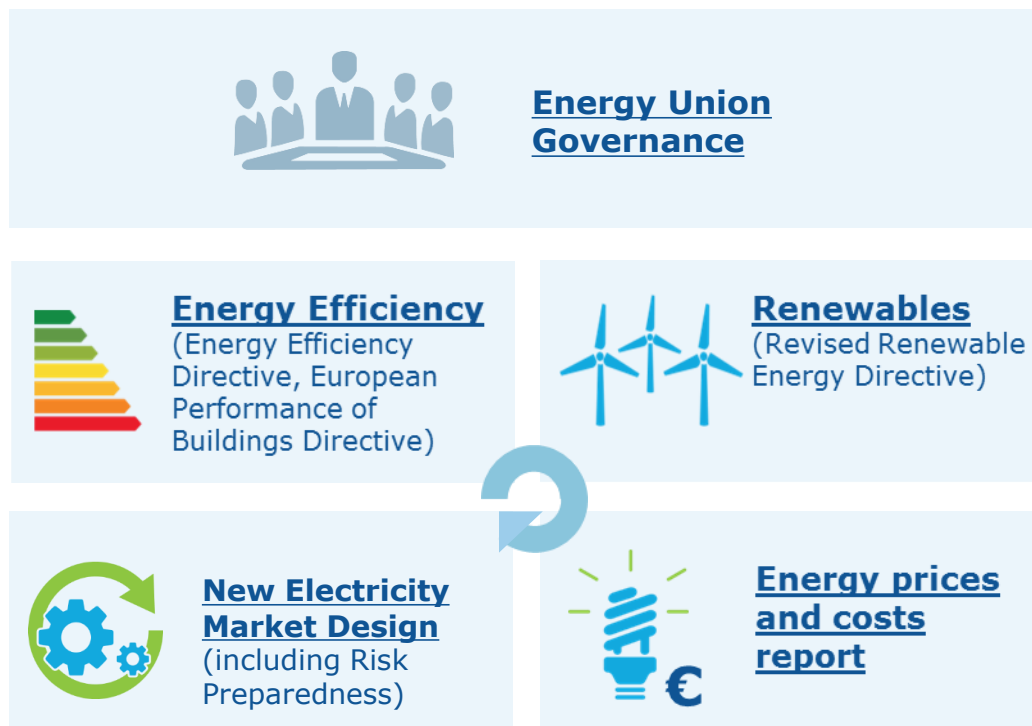 Energy Union
Governance
Energy Efficiency
(Energy Efficiency
Directive, European
Performance of
Buildings Directive)
Renewables
(Revised Renewable
Energy Directive)
New Electricity
Market Design
(including Risk
Preparedness)
Energy prices
and costs
report
€